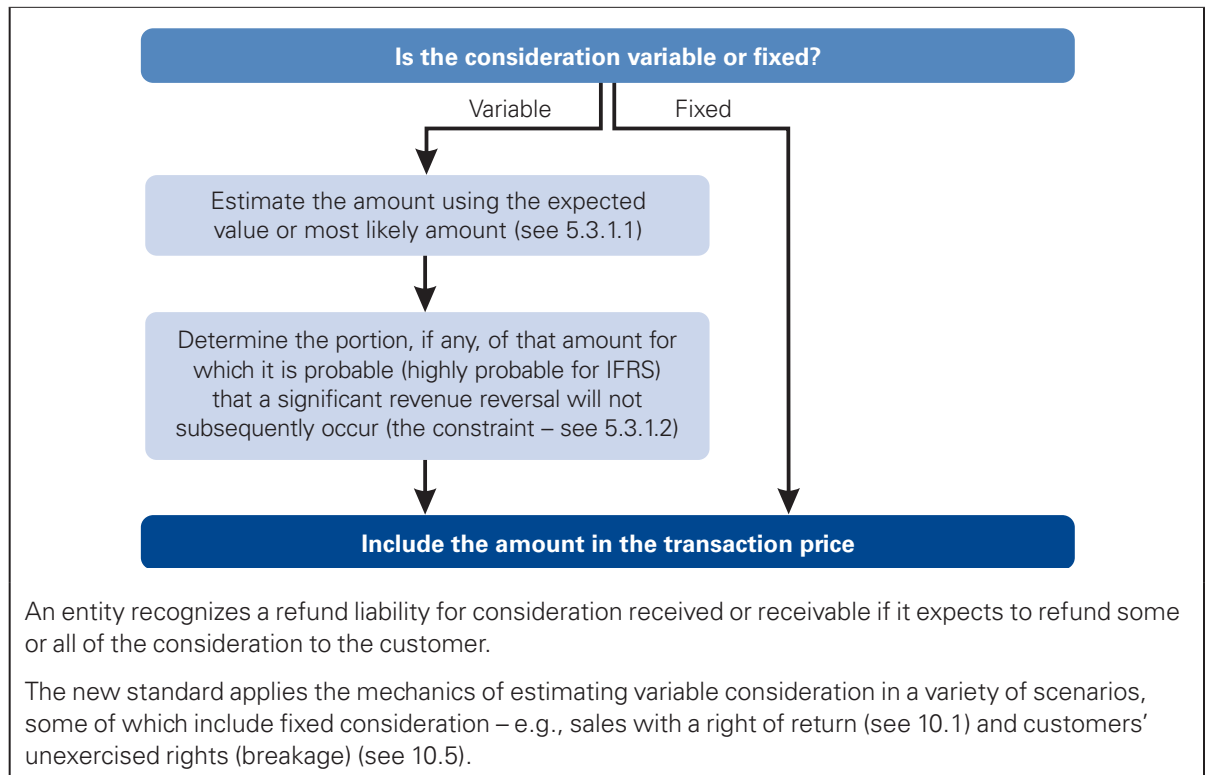 Is the consideration variable or fixed?
Variable
Fixed
Estimate the amount using the expected
value or most likely amount (see 5.3.1.1)
Determine the portion, if any, of that amount for
which it is probable (highly probable for IFRS)
that a significant revenue reversal will not
subsequently occur (the constraint – see 5.3.1.2)
Include the amount in the transaction price
An entity recognizes a refund liability for consideration received or receivable if it expects to refund some
or all of the consideration to the customer.
The new standard applies the mechanics of estimating variable consideration in a variety of scenarios,
some of which include fixed consideration – e.g., sales with a right of return (see 10.1) and customers’
unexercised rights (breakage) (see 10.5).